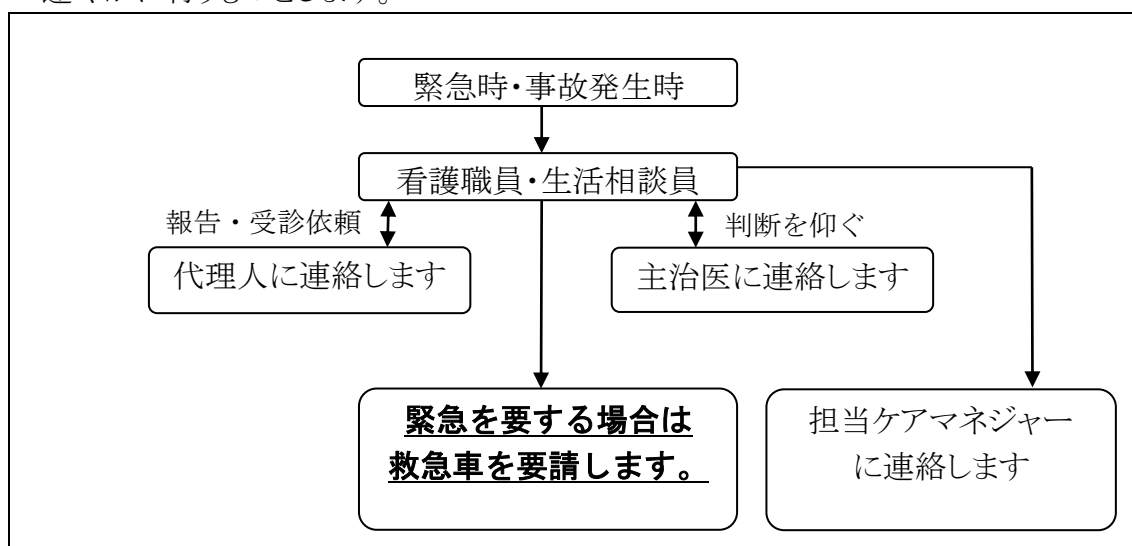 緊急時・事故発生時
看護職員・生活相談員
報告・受診依頼
判断を仰ぐ
代理人に連絡します
主治医に連絡します
緊急を要する場合は
救急車を要請します。
担当ケアマネジャー
に連絡します